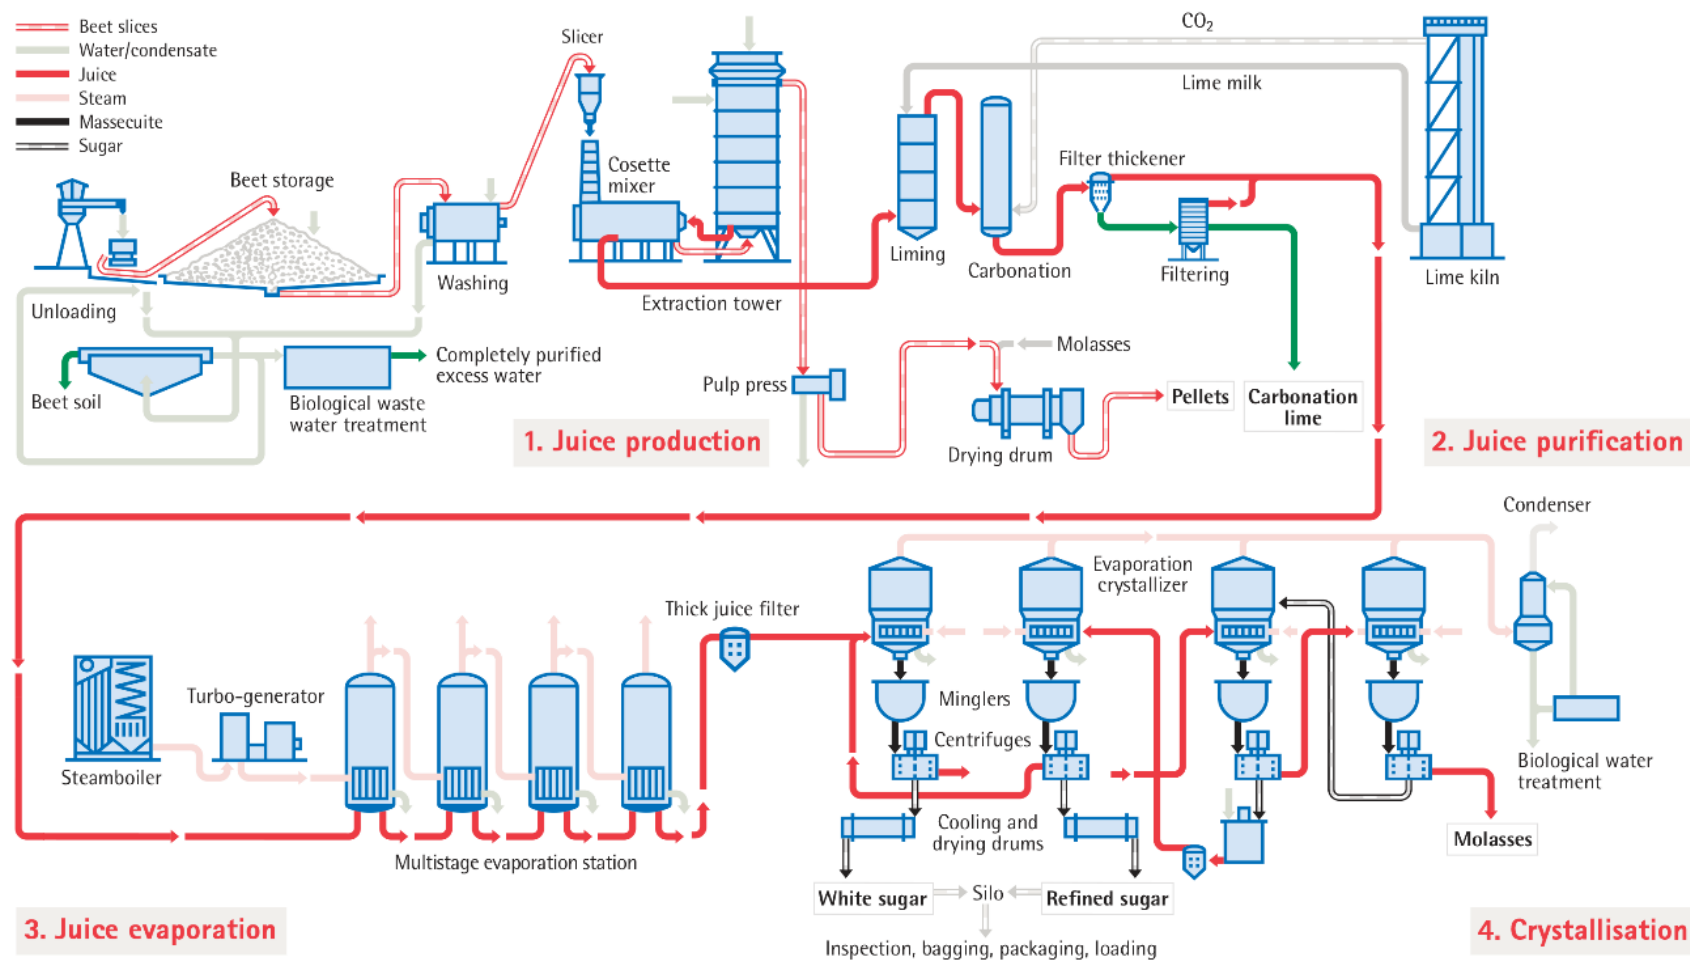 Beet slices
Water/condensate
Juice
Steam
Massecuite
Sugar
Slicer
CO2
Lime milk
Beet storage
Cosette
mixer
Filter thickener
Unloading
Washing
Extraction tower
Liming
Carbonation
Filtering
Lime kiln
Beet soil
Biological waste
water treatment
Completely purified
excess water
Pulp press
Molasses
Drying drum
Pellets
Carbonation
lime
1. Juice production
2. Juice purification
Condenser
Thick juice filter
Evaporation
crystallizer
Steamboiler
Turbo-generator
Multistage evaporation station
Minglers
Centrifuges
Cooling and
drying drums
Biological water
treatment
Molasses
White sugar
Silo
Refined sugar
Inspection, bagging, packaging, loading
3. Juice evaporation
4. Crystallisation